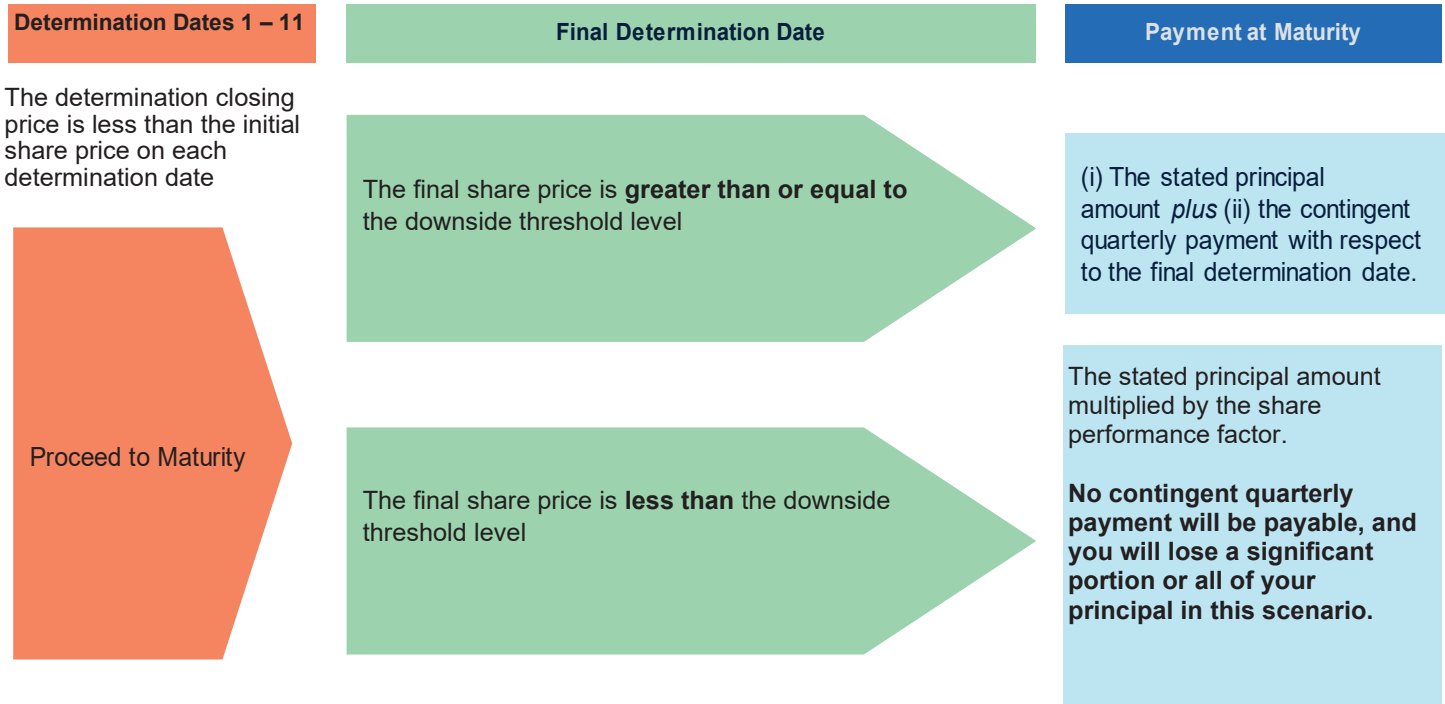 Determination Dates 1 – 11
Final Determination Date
Payment at Maturity
The determination closing
price is less than the initial
share price on each
determination date
Proceed to Maturity
The final share price is greater than or equal to
the downside threshold level
(i) The stated principal
amount plus (ii) the contingent
quarterly payment with respect
to the final determination date.
The final share price is less than the downside
threshold level
The stated principal amount
multiplied by the share
performance factor.
No contingent quarterly
payment will be payable, and
you will lose a significant
portion or all of your
principal in this scenario.